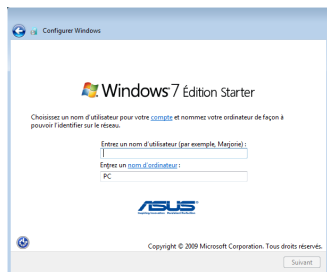 Configurer Windows
Windows 7 Édition Starter
Choisissez un nom d'utilisateur pour votre compte et nommez votre ordinateur de façon à
pouvoir l'identifier sur le réseau.
Entrez un nom d'utilisateur (par exemple, Marjorie) :
Entrez un nom d'ordinateur :
PC
ASUS
Copyright © 2009 Microsoft Corporation. Tous droits réservés.
Suivant